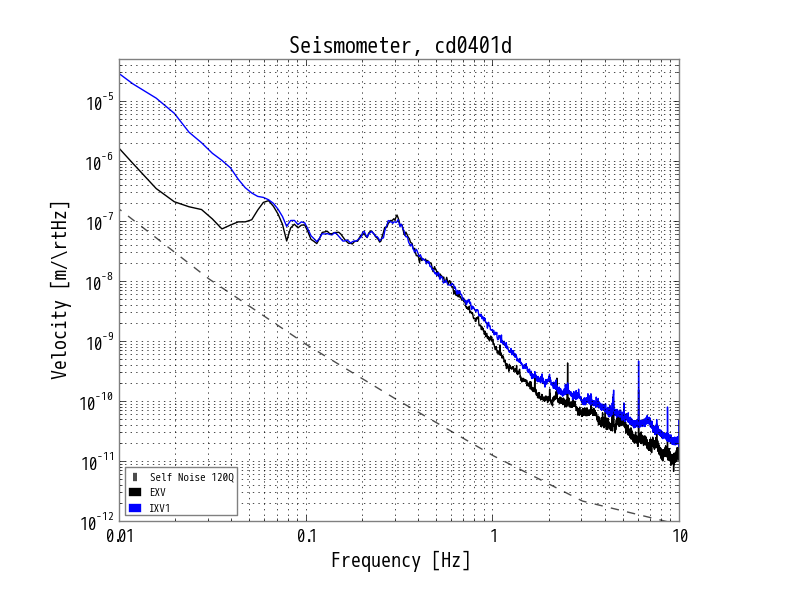 Seismometer, cd0401d
Velocity [m/\rtHz]
10-5
10-6
10-7
10-8
10-9
10-10
10-11
10-12
Self Noise 120Q
EXV
IXV1
0.01 0.1 1 10
Frequency [Hz]